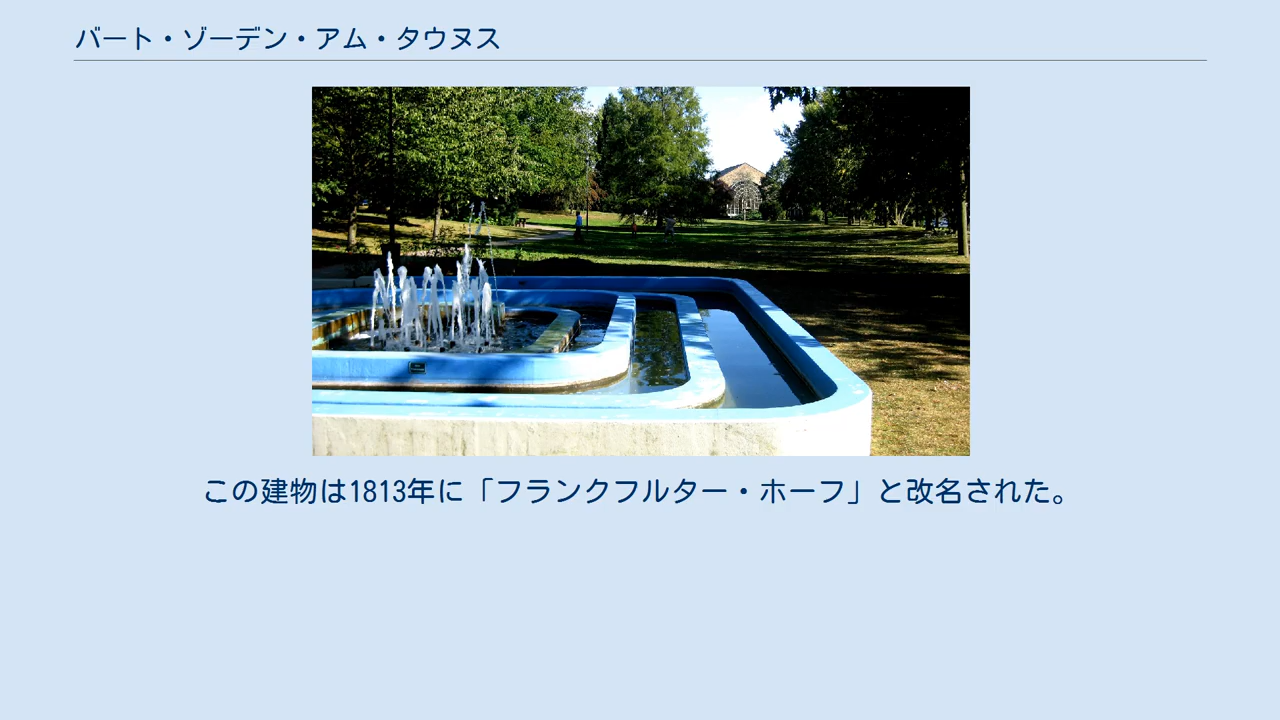 バート・ゾーデン・アム・タウヌス
この建物は1813年に「フランクフルター・ホーフ」と改名された。